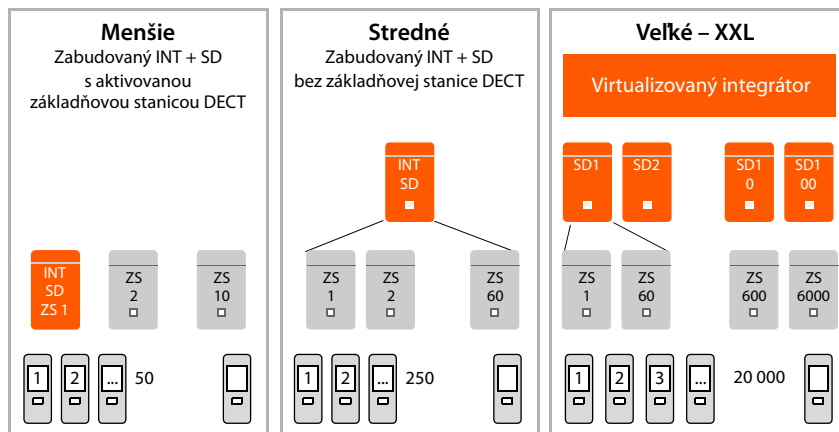 Menšie
Zabudovaný INT + SD
s aktivovanou
základňovou stanicou DECT
INT
SD
ZS 1
ZS
2
ZS
10
1 2 ... 50
Stredné
Zabudovaný INT + SD
bez základňovej stanice DECT
INT
SD
ZS
1
ZS
2
ZS
60
1 2 ... 250
Veľké – XXL
Virtualizovaný integrátor
SD1
SD2
SD1
0
SD1
00
ZS
1
ZS
60
ZS
600
ZS
6000
1 2 3 ... 20 000